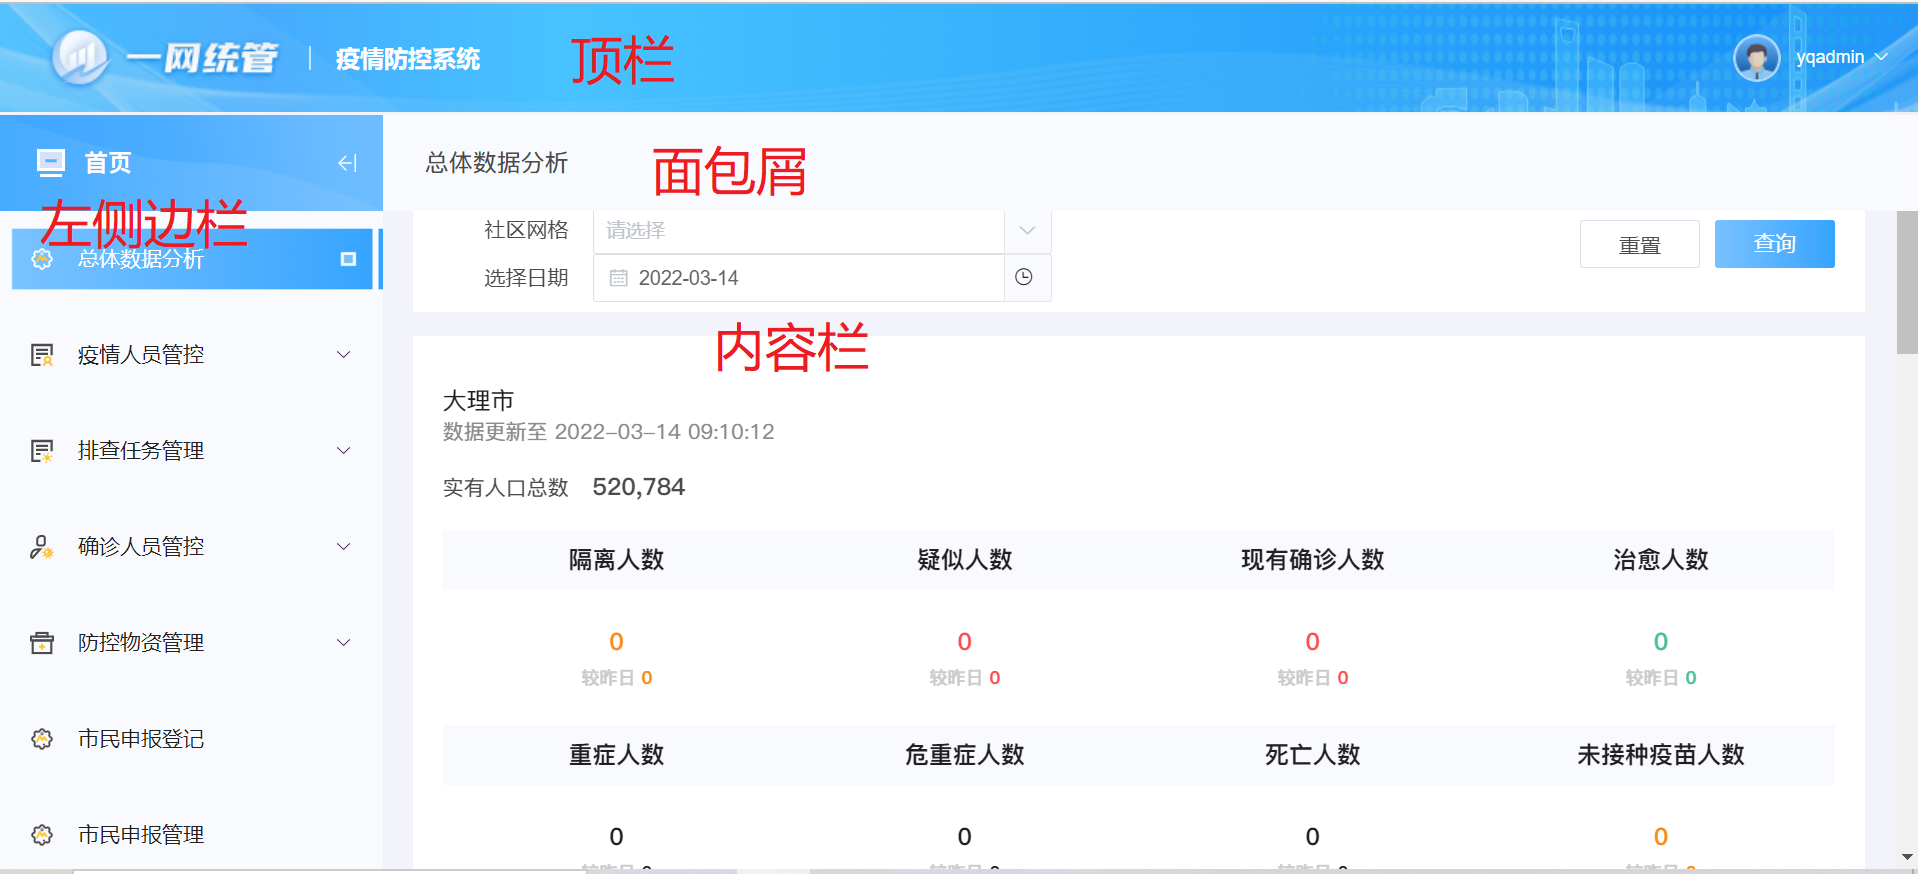 一网统管 疫情防控系统 顶栏 yqadmin
首页
总体数据分析 面包屑
左侧边栏
社区网格 请选择 重置 查询
总体数据分析
选择日期 2022-03-14
内容栏
疫情人员管控
大理市
数据更新至 2022-03-14 09:10:12
排查任务管理
实有人口总数 520,784
确诊人员管控
隔离人数 疑似人数 现有确诊人数 治愈人数
防控物资管理
0 0 0 0
较昨日 0 较昨日 0 较昨日 0 较昨日 0
市民申报登记
重症人数 危重症人数 死亡人数 未接种疫苗人数
市民申报管理
0 0 0 0